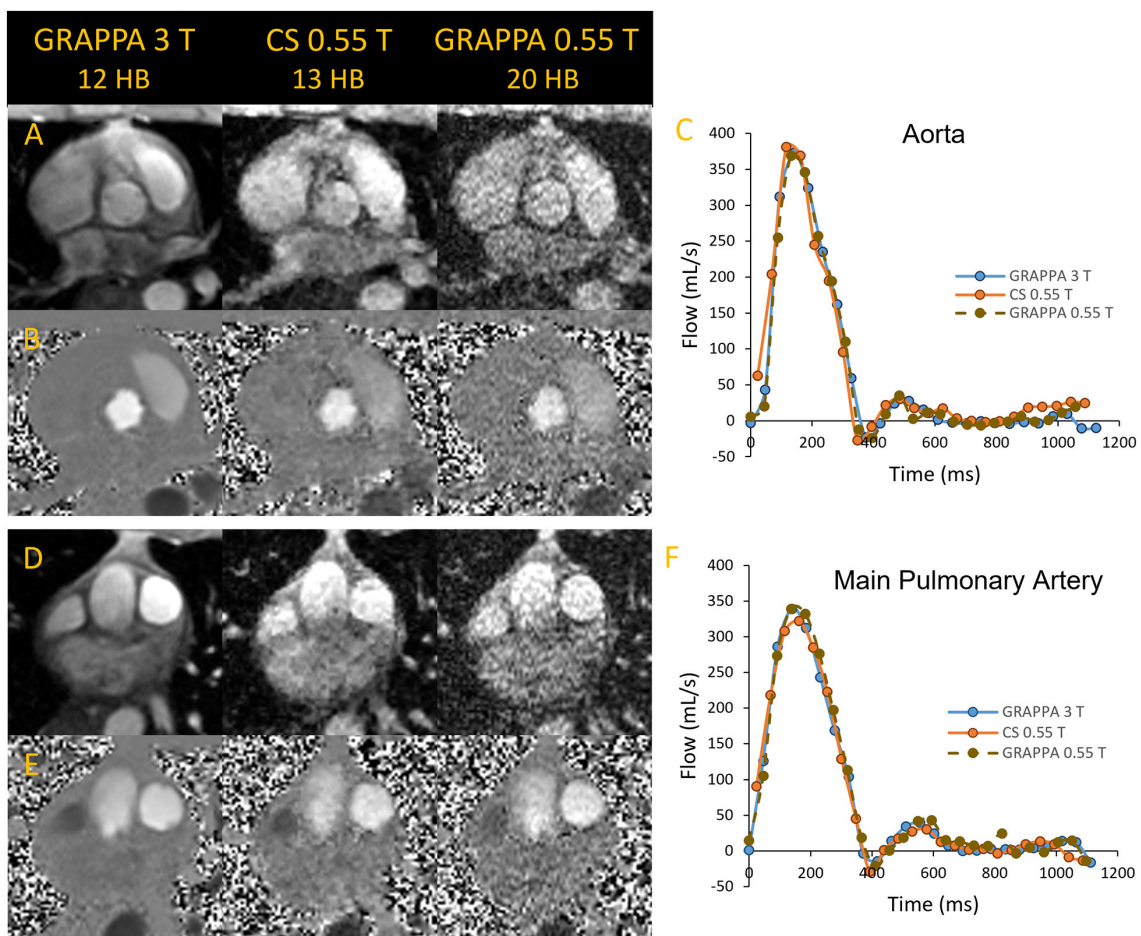 GRAPPA 3 T CS 0.55 T GRAPPA 0.55 T
12 HB 13 HB 20 HB
A
B
C
Aorta
400
350
300
250
200
150
100
50
0
-50
0 200 400 600 800 1000 1200
Flow (mL/s)
Time (ms)
GRAPPA 3 T
CS 0.55 T
GRAPPA 0.55 T
D
E
F
Main Pulmonary Artery
400
350
300
250
200
150
100
50
0
-50
0 200 400 600 800 1000 1200
Flow (mL/s)
Time (ms)
GRAPPA 3 T
CS 0.55 T
GRAPPA 0.55 T